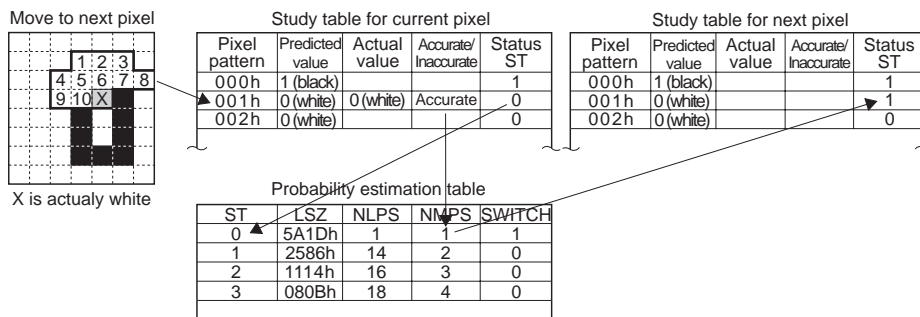 Move to next pixel
1 2 3
4 5 6 7 8
9 10 X
X is actualy white
Study table for current pixel
Pixel pattern Predicted value Actual value Accurate/Inaccurate Status ST
000h 1 (black) 1
001h 0 (white) 0 (white) Accurate 0
002h 0 (white) 0
Study table for next pixel
Pixel pattern Predicted value Actual value Accurate/Inaccurate Status ST
000h 1 (black) 1
001h 0 (white) 1
002h 0 (white) 0
Probability estimation table
ST LSZ NLPS NMPS SWITCH
0 5A1Dh 1 1 1
1 2586h 14 2 0
2 1114h 16 3 0
3 080Bh 18 4 0